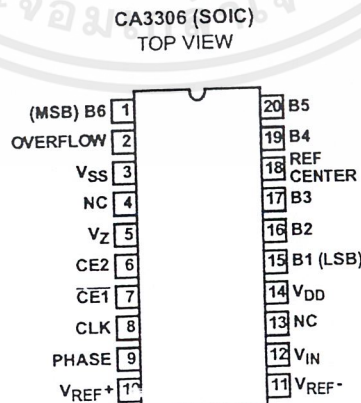 CA3306 (SOIC)
TOP VIEW
(MSB) B6 1
OVERFLOW 2
VSS 3
NC 4
VZ 5
CE2 6
CE1 7
CLK 8
PHASE 9
VREF+
20 B5
19 B4
18 REF CENTER
17 B3
16 B2
15 B1 (LSB)
14 VDD
13 NC
12 VIN
11 VREF-